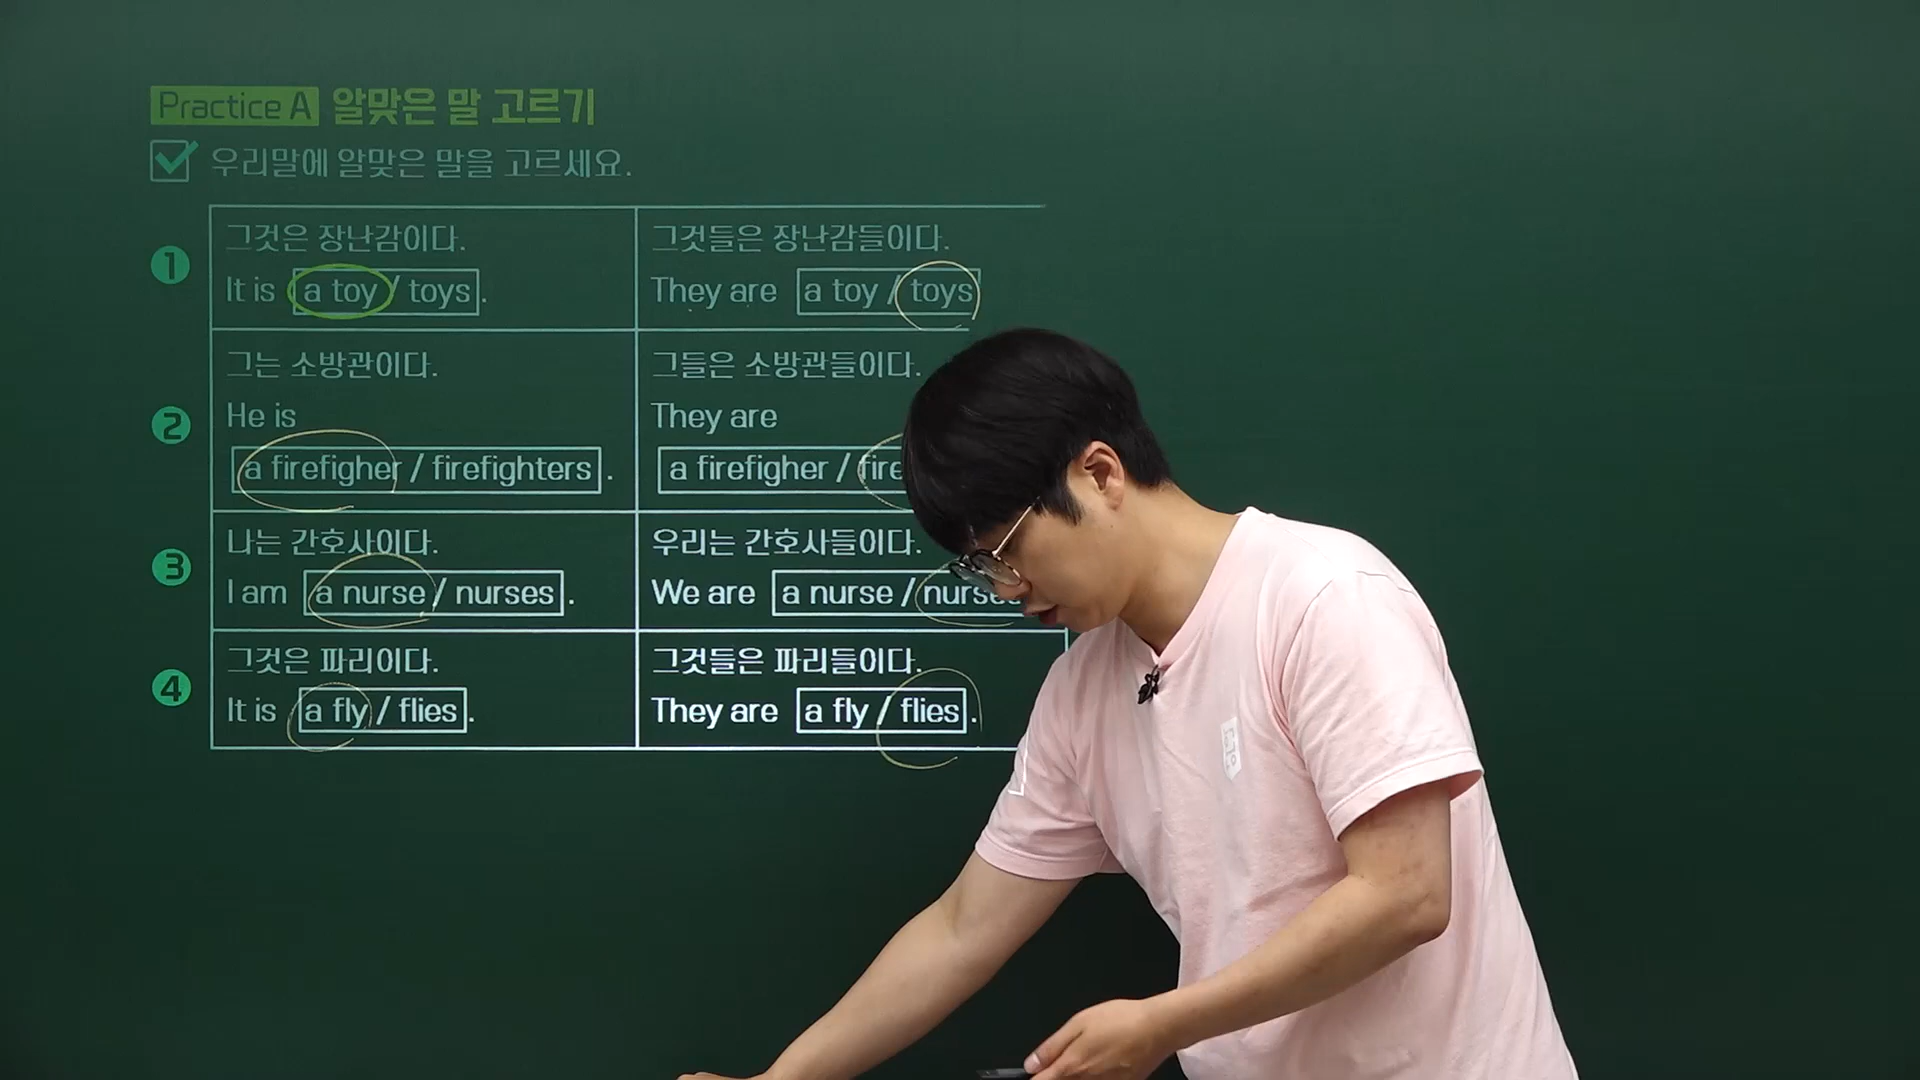 Practice A 알맞은 말 고르기
우리말에 알맞은 말을 고르세요.
1
그것은 장난감이다.
It is a toy / toys.
그것들은 장난감들이다.
They are a toy / toys
2
그는 소방관이다.
He is
a firefigher / firefighters.
그들은 소방관들이다.
They are
a firefigher /
3
나는 간호사이다.
I am a nurse / nurses.
우리는 간호사들이다.
We are a nurse / nurses
4
그것은 파리이다.
It is a fly / flies.
그것들은 파리들이다.
They are a fly / flies.